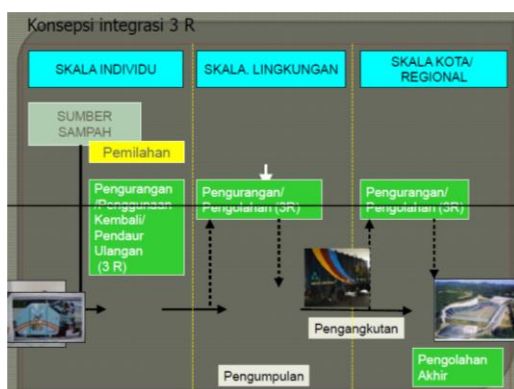 Konsepsi integrasi 3 R
SKALA INDIVIDU
SKALA. LINGKUNGAN
SKALA KOTA/
REGIONAL
SUMBER
SAMPAH
Pemilahan
Pengurangan
/Penggunaan
Kembali/
Pendaur
Ulangan
(3 R)
Pengurangan/
Pengolahan (3R)
Pengurangan/
Pengolahan (3R)
Pengangkutan
Pengumpulan
Pengolahan
Akhir